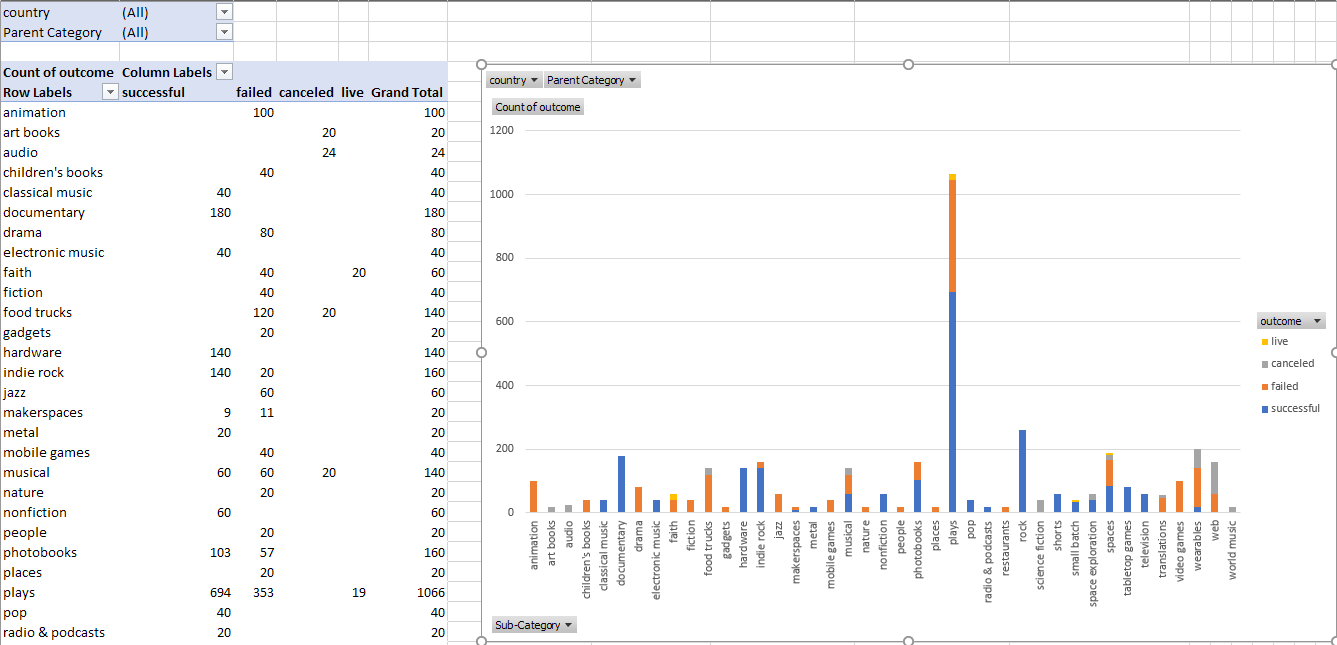 country (All)
Parent Category (All)
Count of outcome Column Labels
Row Labels successful failed canceled live Grand Total
animation 100 100
art books 20 20
audio 24 24
children's books 40 40
classical music 40 40
documentary 180 180
drama 80 80
electronic music 40 40
faith 40 20 60
fiction 40 40
food trucks 120 20 140
gadgets 20 20
hardware 140 140
indie rock 140 20 160
jazz 60 60
makerspaces 9 11 20
metal 20 20
mobile games 40 40
musical 60 60 20 140
nature 20 20
nonfiction 60 60
people 20 20
photobooks 103 57 160
places 20 20
plays 694 353 19 1066
pop 40 40
radio & podcasts 20 20
country Parent Category
Count of outcome
1200
1000
800
600
400
200
0
animation
art books
audio
children's books
classical music
documentary
drama
electronic music
faith
fiction
food trucks
gadgets
hardware
indie rock
jazz
makerspaces
metal
mobile games
musical
nature
nonfiction
people
photobooks
places
plays
pop
radio & podcasts
restaurants
rock
science fiction
shorts
small batch
space exploration
spaces
tabletop games
television
translations
video games
wearables
web
world music
outcome
live
canceled
failed
successful
Sub-Category